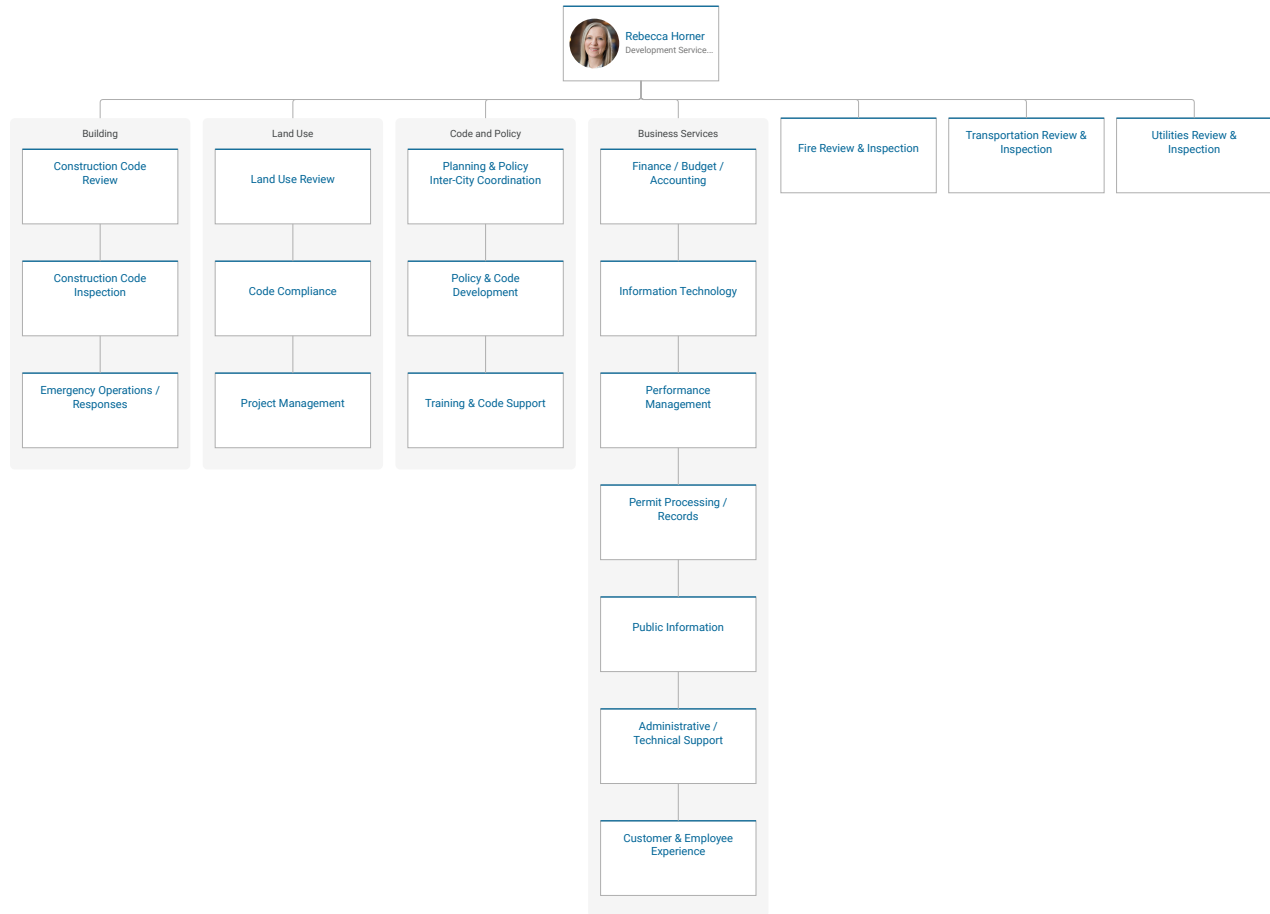 Rebecca Horner
Development Service...
Building
Construction Code
Review
Construction Code
Inspection
Emergency Operations /
Responses
Land Use
Land Use Review
Code Compliance
Project Management
Code and Policy
Planning & Policy
Inter-City Coordination
Policy & Code
Development
Training & Code Support
Business Services
Finance / Budget /
Accounting
Information Technology
Performance
Management
Permit Processing /
Records
Public Information
Administrative /
Technical Support
Customer & Employee
Experience
Fire Review & Inspection
Transportation Review &
Inspection
Utilities Review &
Inspection